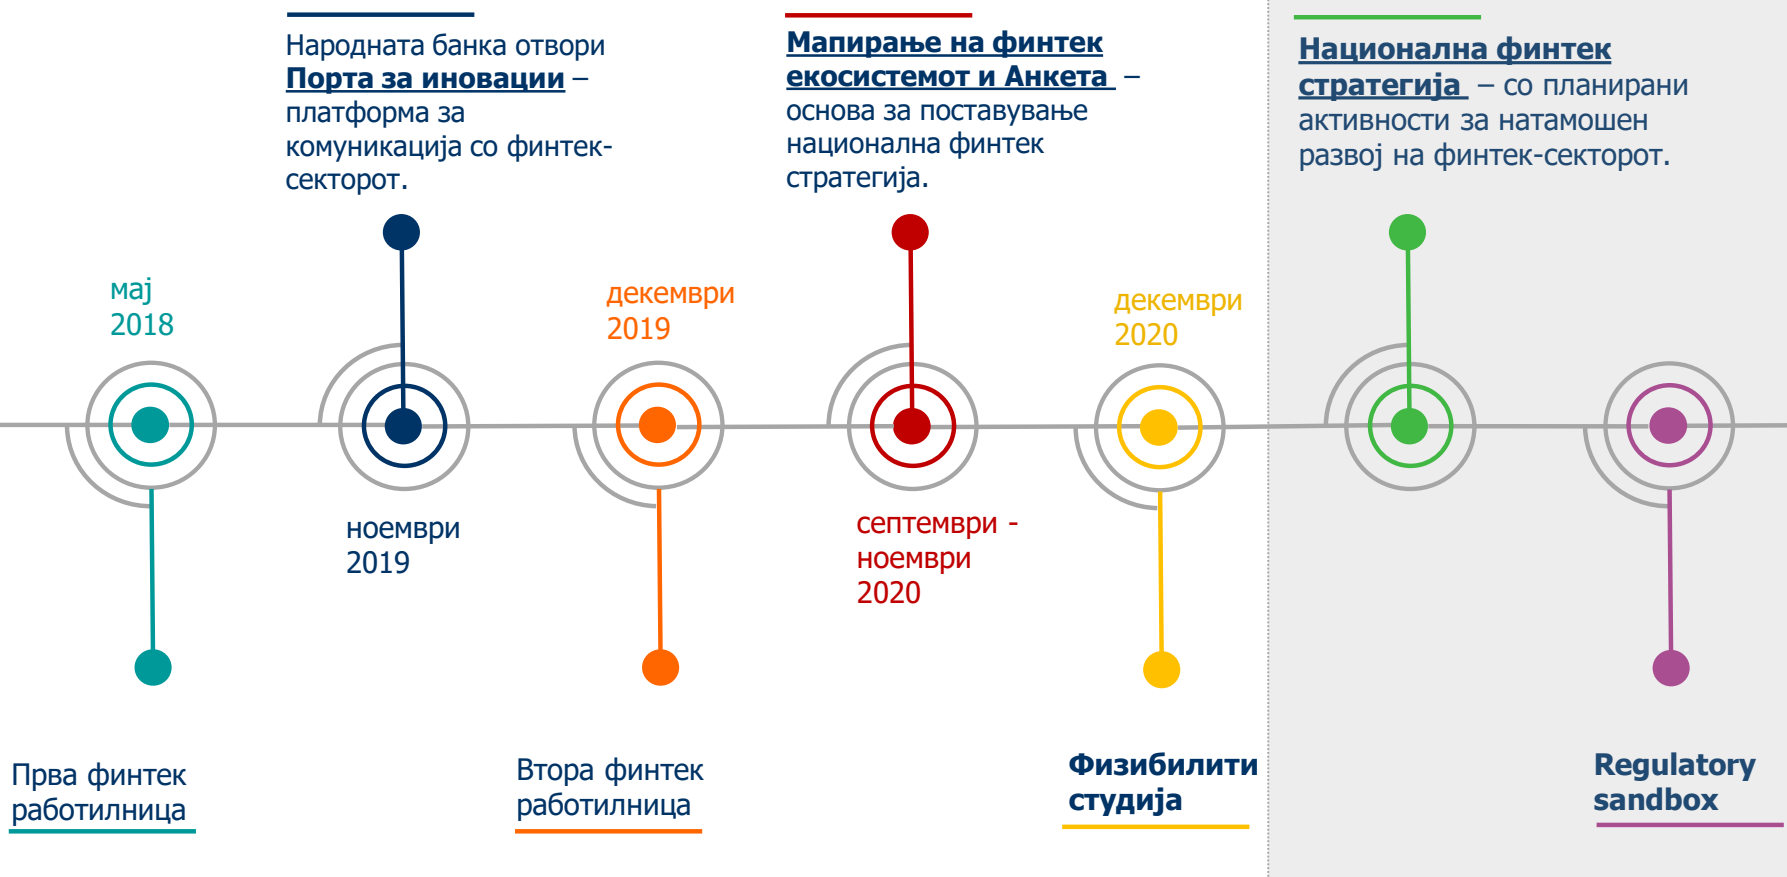 Народната банка отвори
Порта за иновации –
платформа за
комуникација со финтек-
секторот.
Мапирање на финтек
екосистемот и Анкета –
основа за поставување
национална финтек
стратегија.
Национална финтек
стратегија – со планирани
активности за натамошен
развој на финтек-секторот.
мај
2018
декември
2019
декември
2020
ноември
2019
септември -
ноември
2020
Прва финтек
работилница
Втора финтек
работилница
Физибилити
студија
Regulatory
sandbox